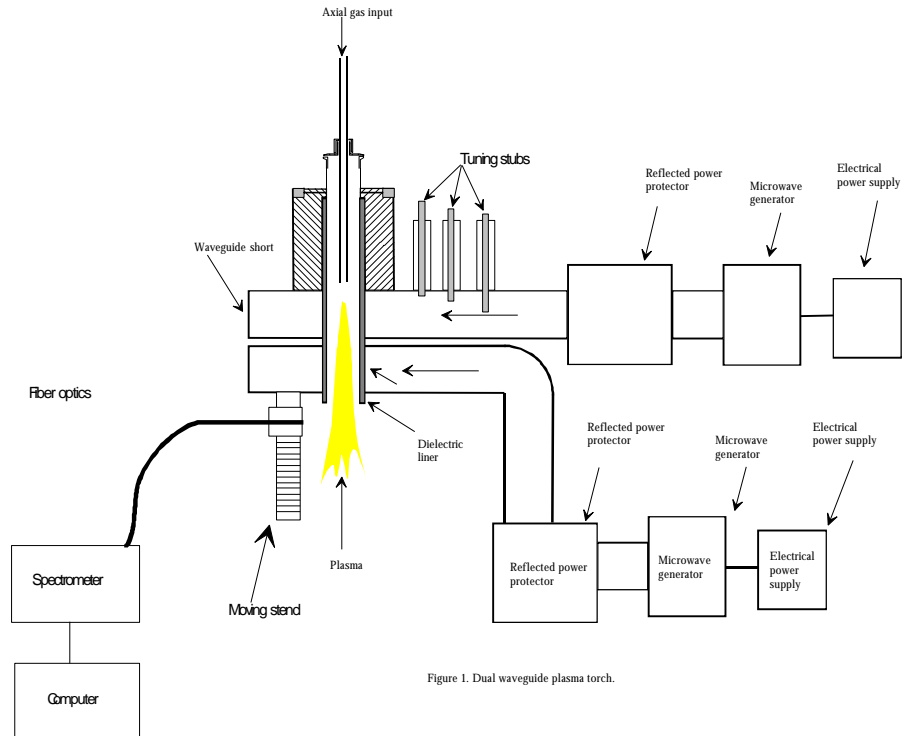 Axial gas input
Tuning stubs
Reflected power
protector
Microwave
generator
Electrical
power supply
Waveguide short
Fiber optics
Dielectric
liner
Reflected power
protector
Microwave
generator
Electrical
power supply
Plasma
Moving stend
Spectrometer
Reflected power
protector
Microwave
generator
Electrical
power
supply
Computer
Figure 1. Dual waveguide plasma torch.